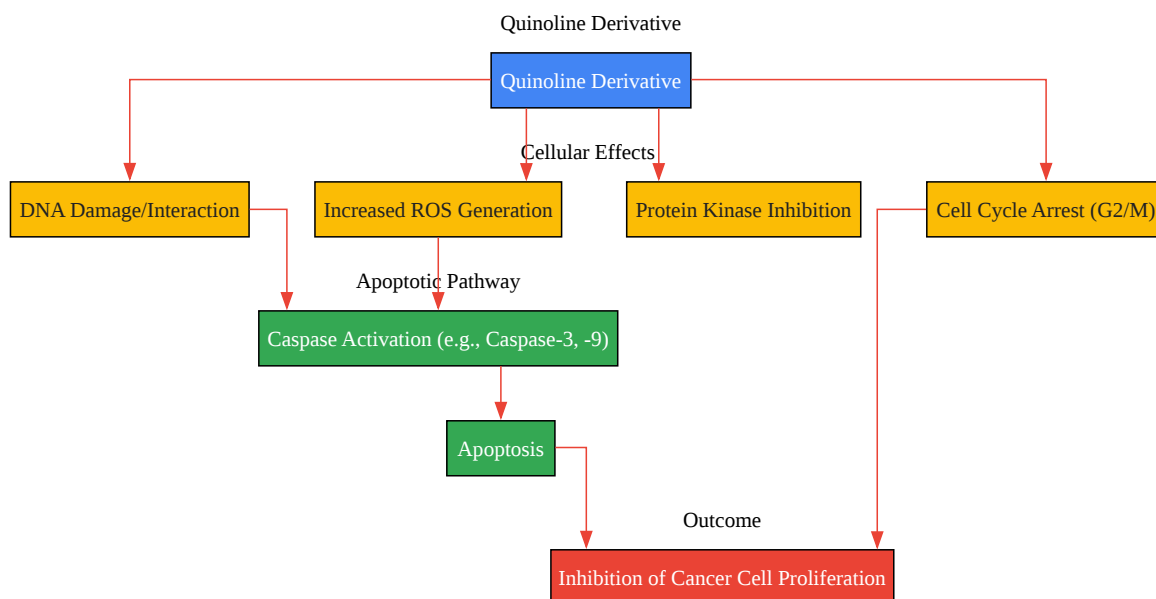 Quinoline Derivative
Quinoline Derivative
Cellular Effects
DNA Damage/Interaction
Increased ROS Generation
Protein Kinase Inhibition
Cell Cycle Arrest (G2/M)
Apoptotic Pathway
Caspase Activation (e.g., Caspase-3, -9)
Apoptosis
Outcome
Inhibition of Cancer Cell Proliferation